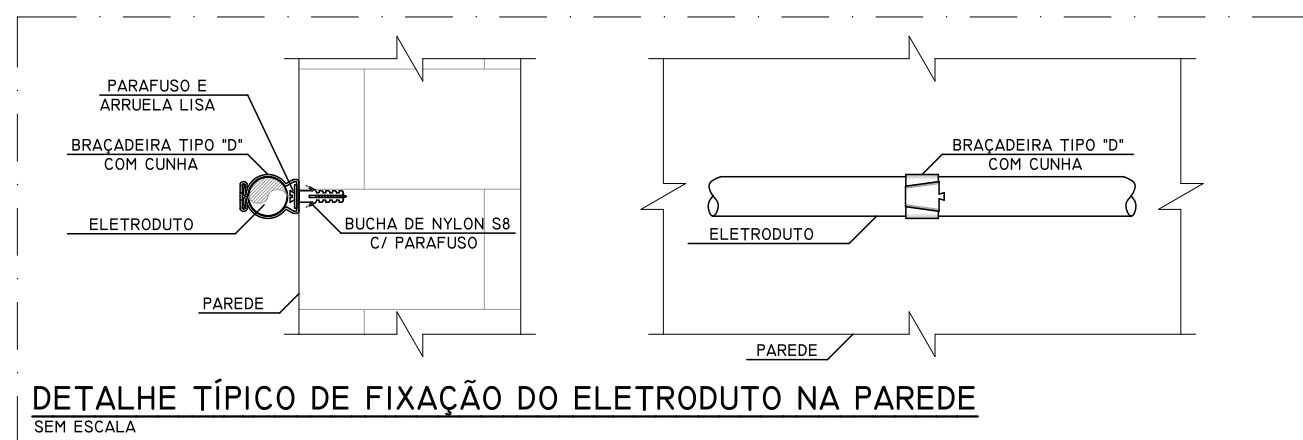 PARAFUSO E
ARRUELA LISA
BRAÇADEIRA TIPO "D"
COM CUNHA
ELETRODUTO
BUCHA DE NYLON S8
C/ PARAFUSO
PAREDE
BRAÇADEIRA TIPO "D"
COM CUNHA
ELETRODUTO
PAREDE
DETALHE TÍPICO DE FIXAÇÃO DO ELETRODUTO NA PAREDE
SEM ESCALA